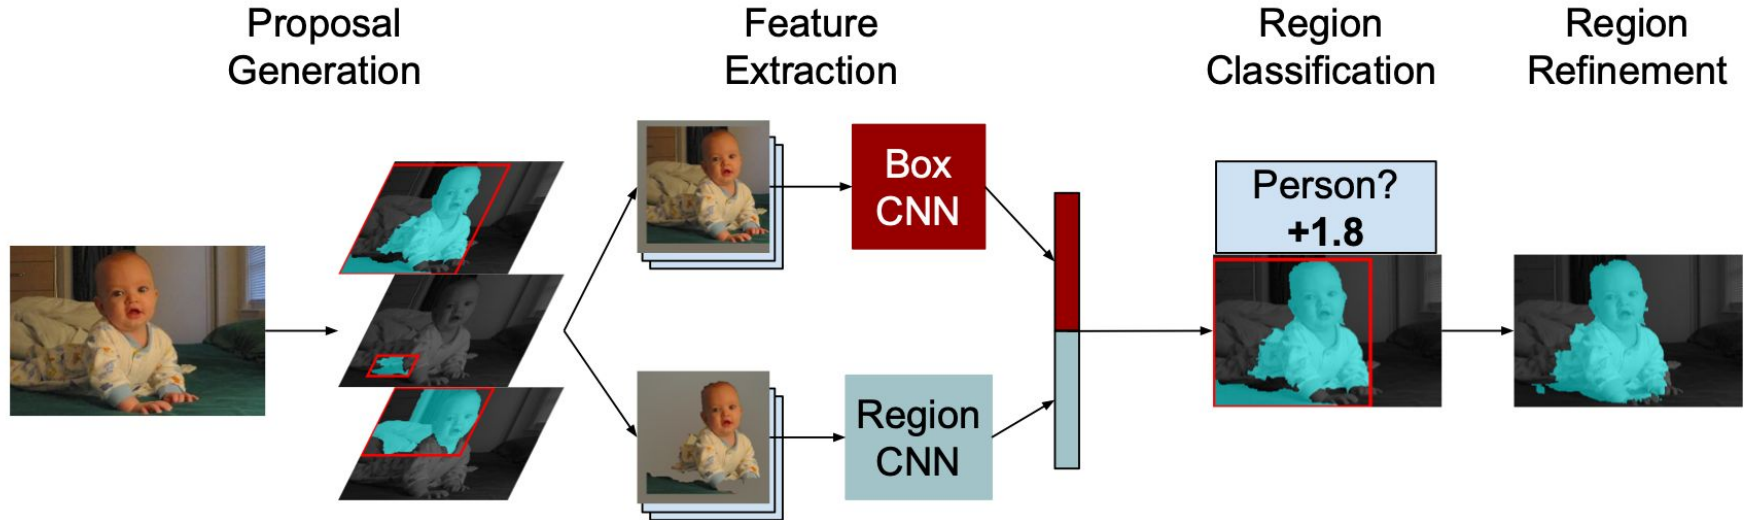 Proposal
Generation
Feature
Extraction
Region
Classification
Region
Refinement
Box
CNN
Region
CNN
Person?
+1.8